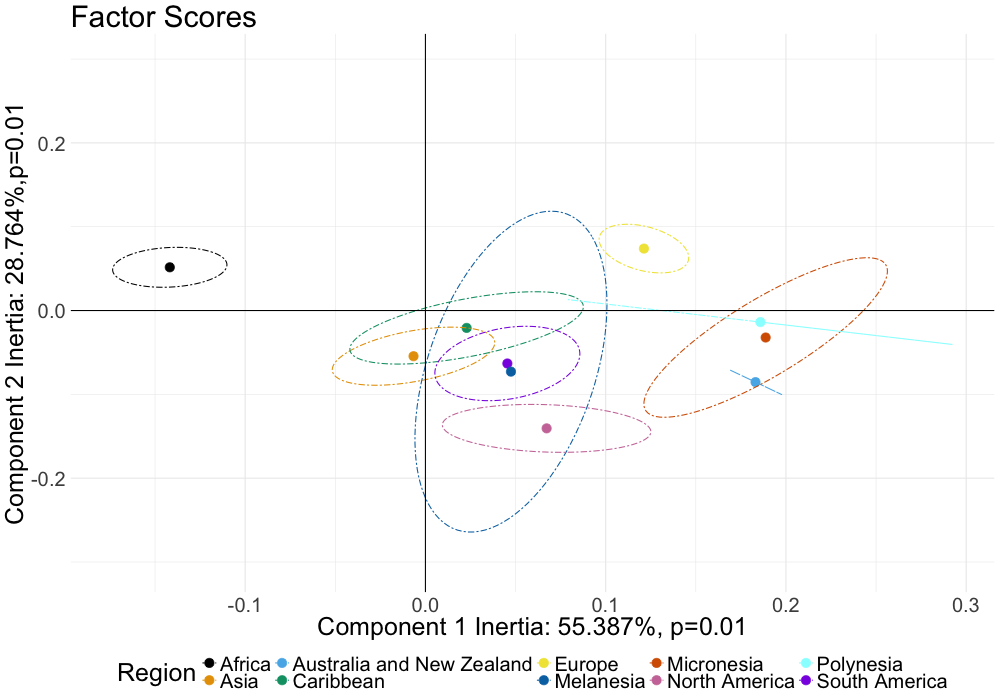 Factor Scores
Component 2 Inertia: 28.764%,p=0.01
0.2
0.0
-0.2
-0.1 0.0 0.1 0.2 0.3
Component 1 Inertia: 55.387%, p=0.01
Region
Africa Australia and New Zealand Europe Micronesia Polynesia
Asia Caribbean Melanesia North America South America